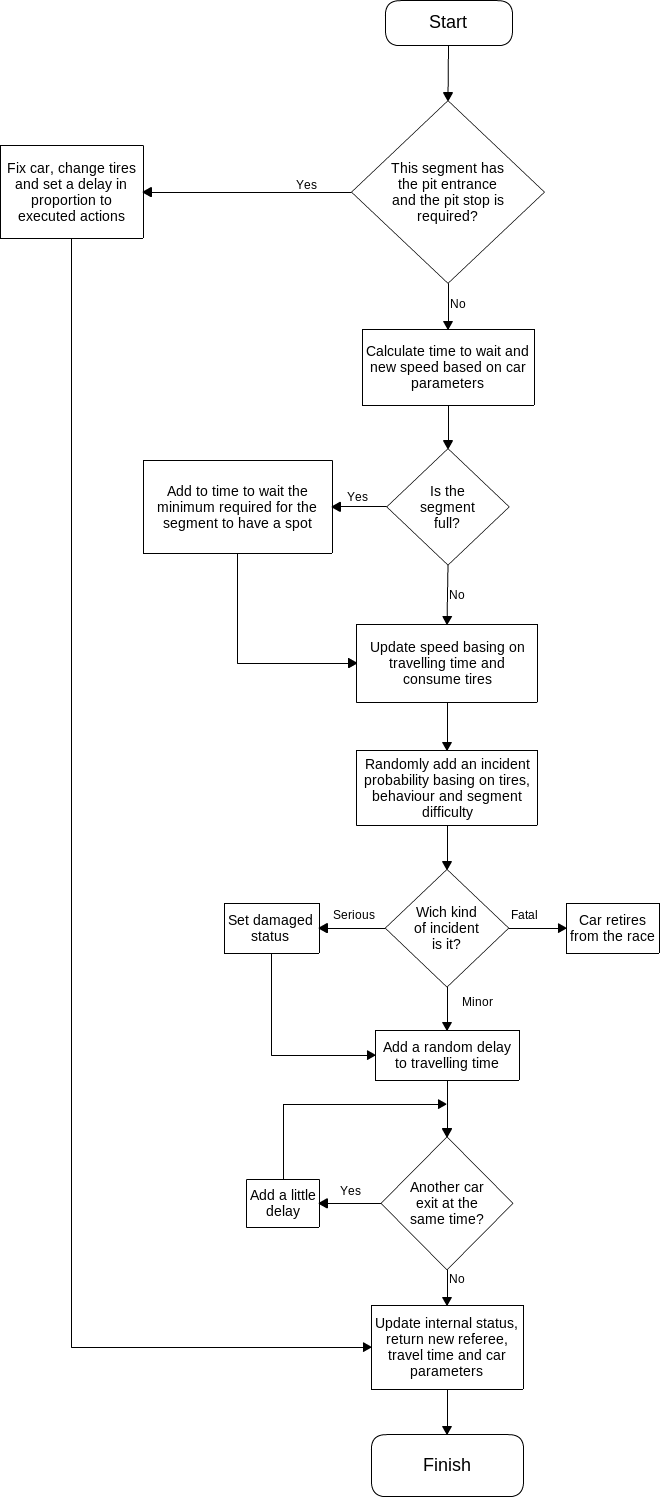 Start
This segment has
the pit entrance
and the pit stop is
required?
Yes
Fix car, change tires
and set a delay in
proportion to
executed actions
No
Calculate time to wait and
new speed based on car
parameters
Is the
segment
full?
Yes
Add to time to wait the
minimum required for the
segment to have a spot
No
Update speed basing on
travelling time and
consume tires
Randomly add an incident
probability basing on tires,
behaviour and segment
difficulty
Wich kind
of incident
is it?
Serious
Set damaged
status
Fatal
Car retires
from the race
Minor
Add a random delay
to travelling time
Another car
exit at the
same time?
Yes
Add a little
delay
No
Update internal status,
return new referee,
travel time and car
parameters
Finish